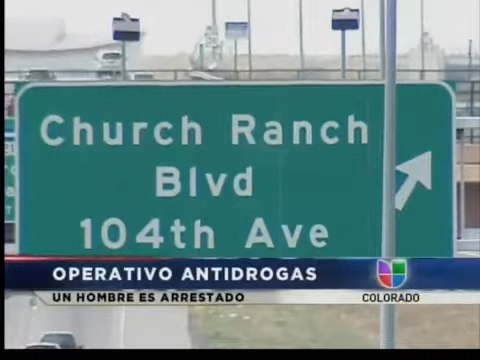 Church Ranch
Blvd
104th Ave
OPERATIVO ANTIDROGAS
UN HOMBRE ES ARRESTADO
COLORADO